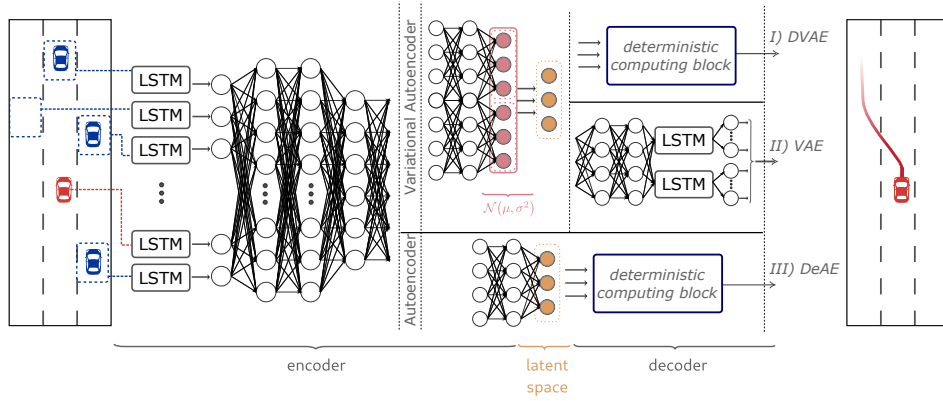 LSTM
LSTM
LSTM
LSTM
LSTM
Variational Autoencoder
Autoencoder
𝒩(μ, σ²)
deterministic
computing block
I) DVAE
LSTM
LSTM
II) VAE
deterministic
computing block
III) DeAE
encoder
latent
space
decoder